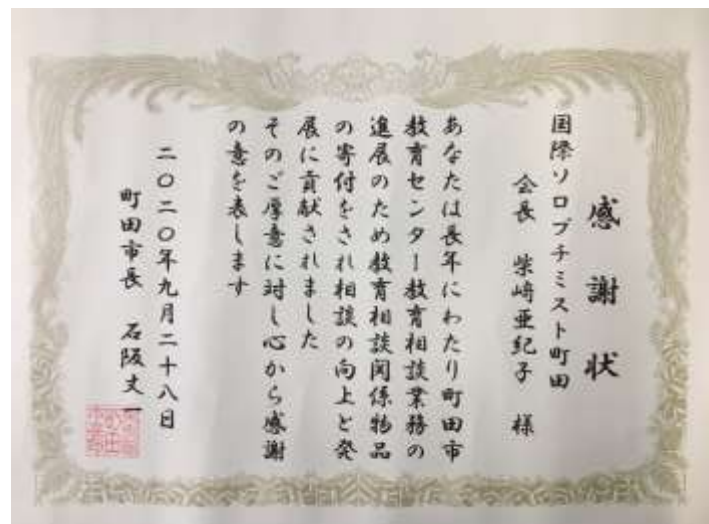 感謝状
国際ソロプチミスト町田
会長 柴崎亜紀子 様
あなたは長年にわたり町田市
教育センター教育相談業務の
進展のため教育相談関係物品
の寄付をされ相談の向上と発
展に貢献されました
そのご厚意に対し心から感謝
の意を表します
二〇二〇年九月二十八日
町田市長 石阪丈一